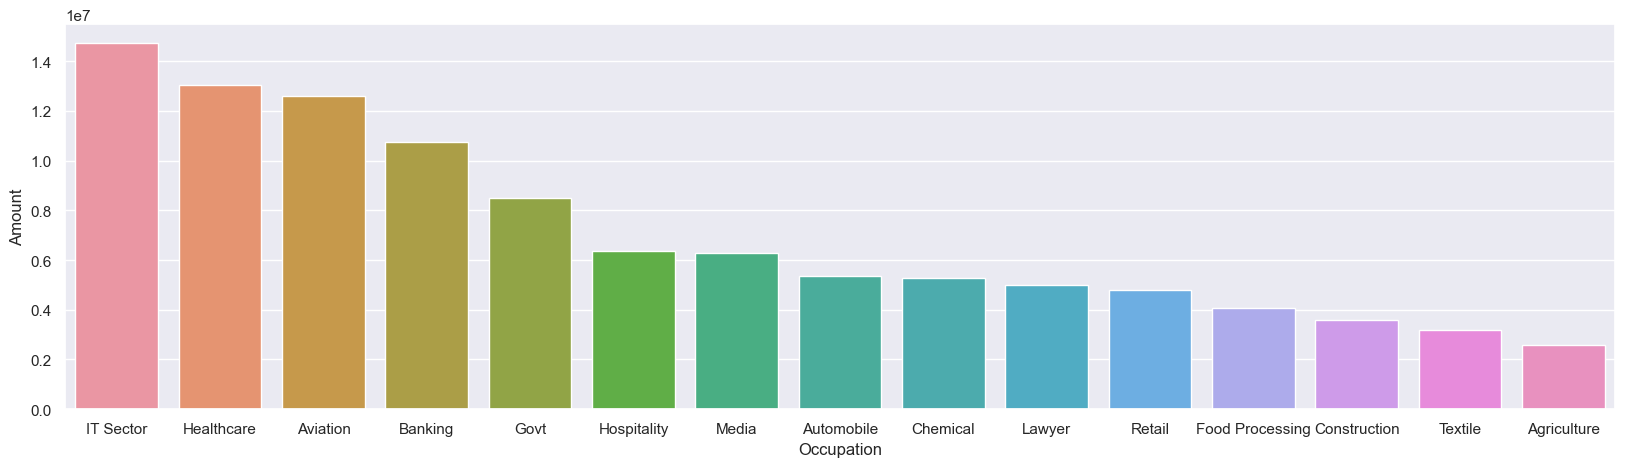 1e7
1.4
1.2
1.0
0.8
0.6
0.4
0.2
0.0
Amount
IT Sector Healthcare Aviation Banking Govt Hospitality Media Automobile Chemical Lawyer Retail Food Processing Construction Textile Agriculture
Occupation